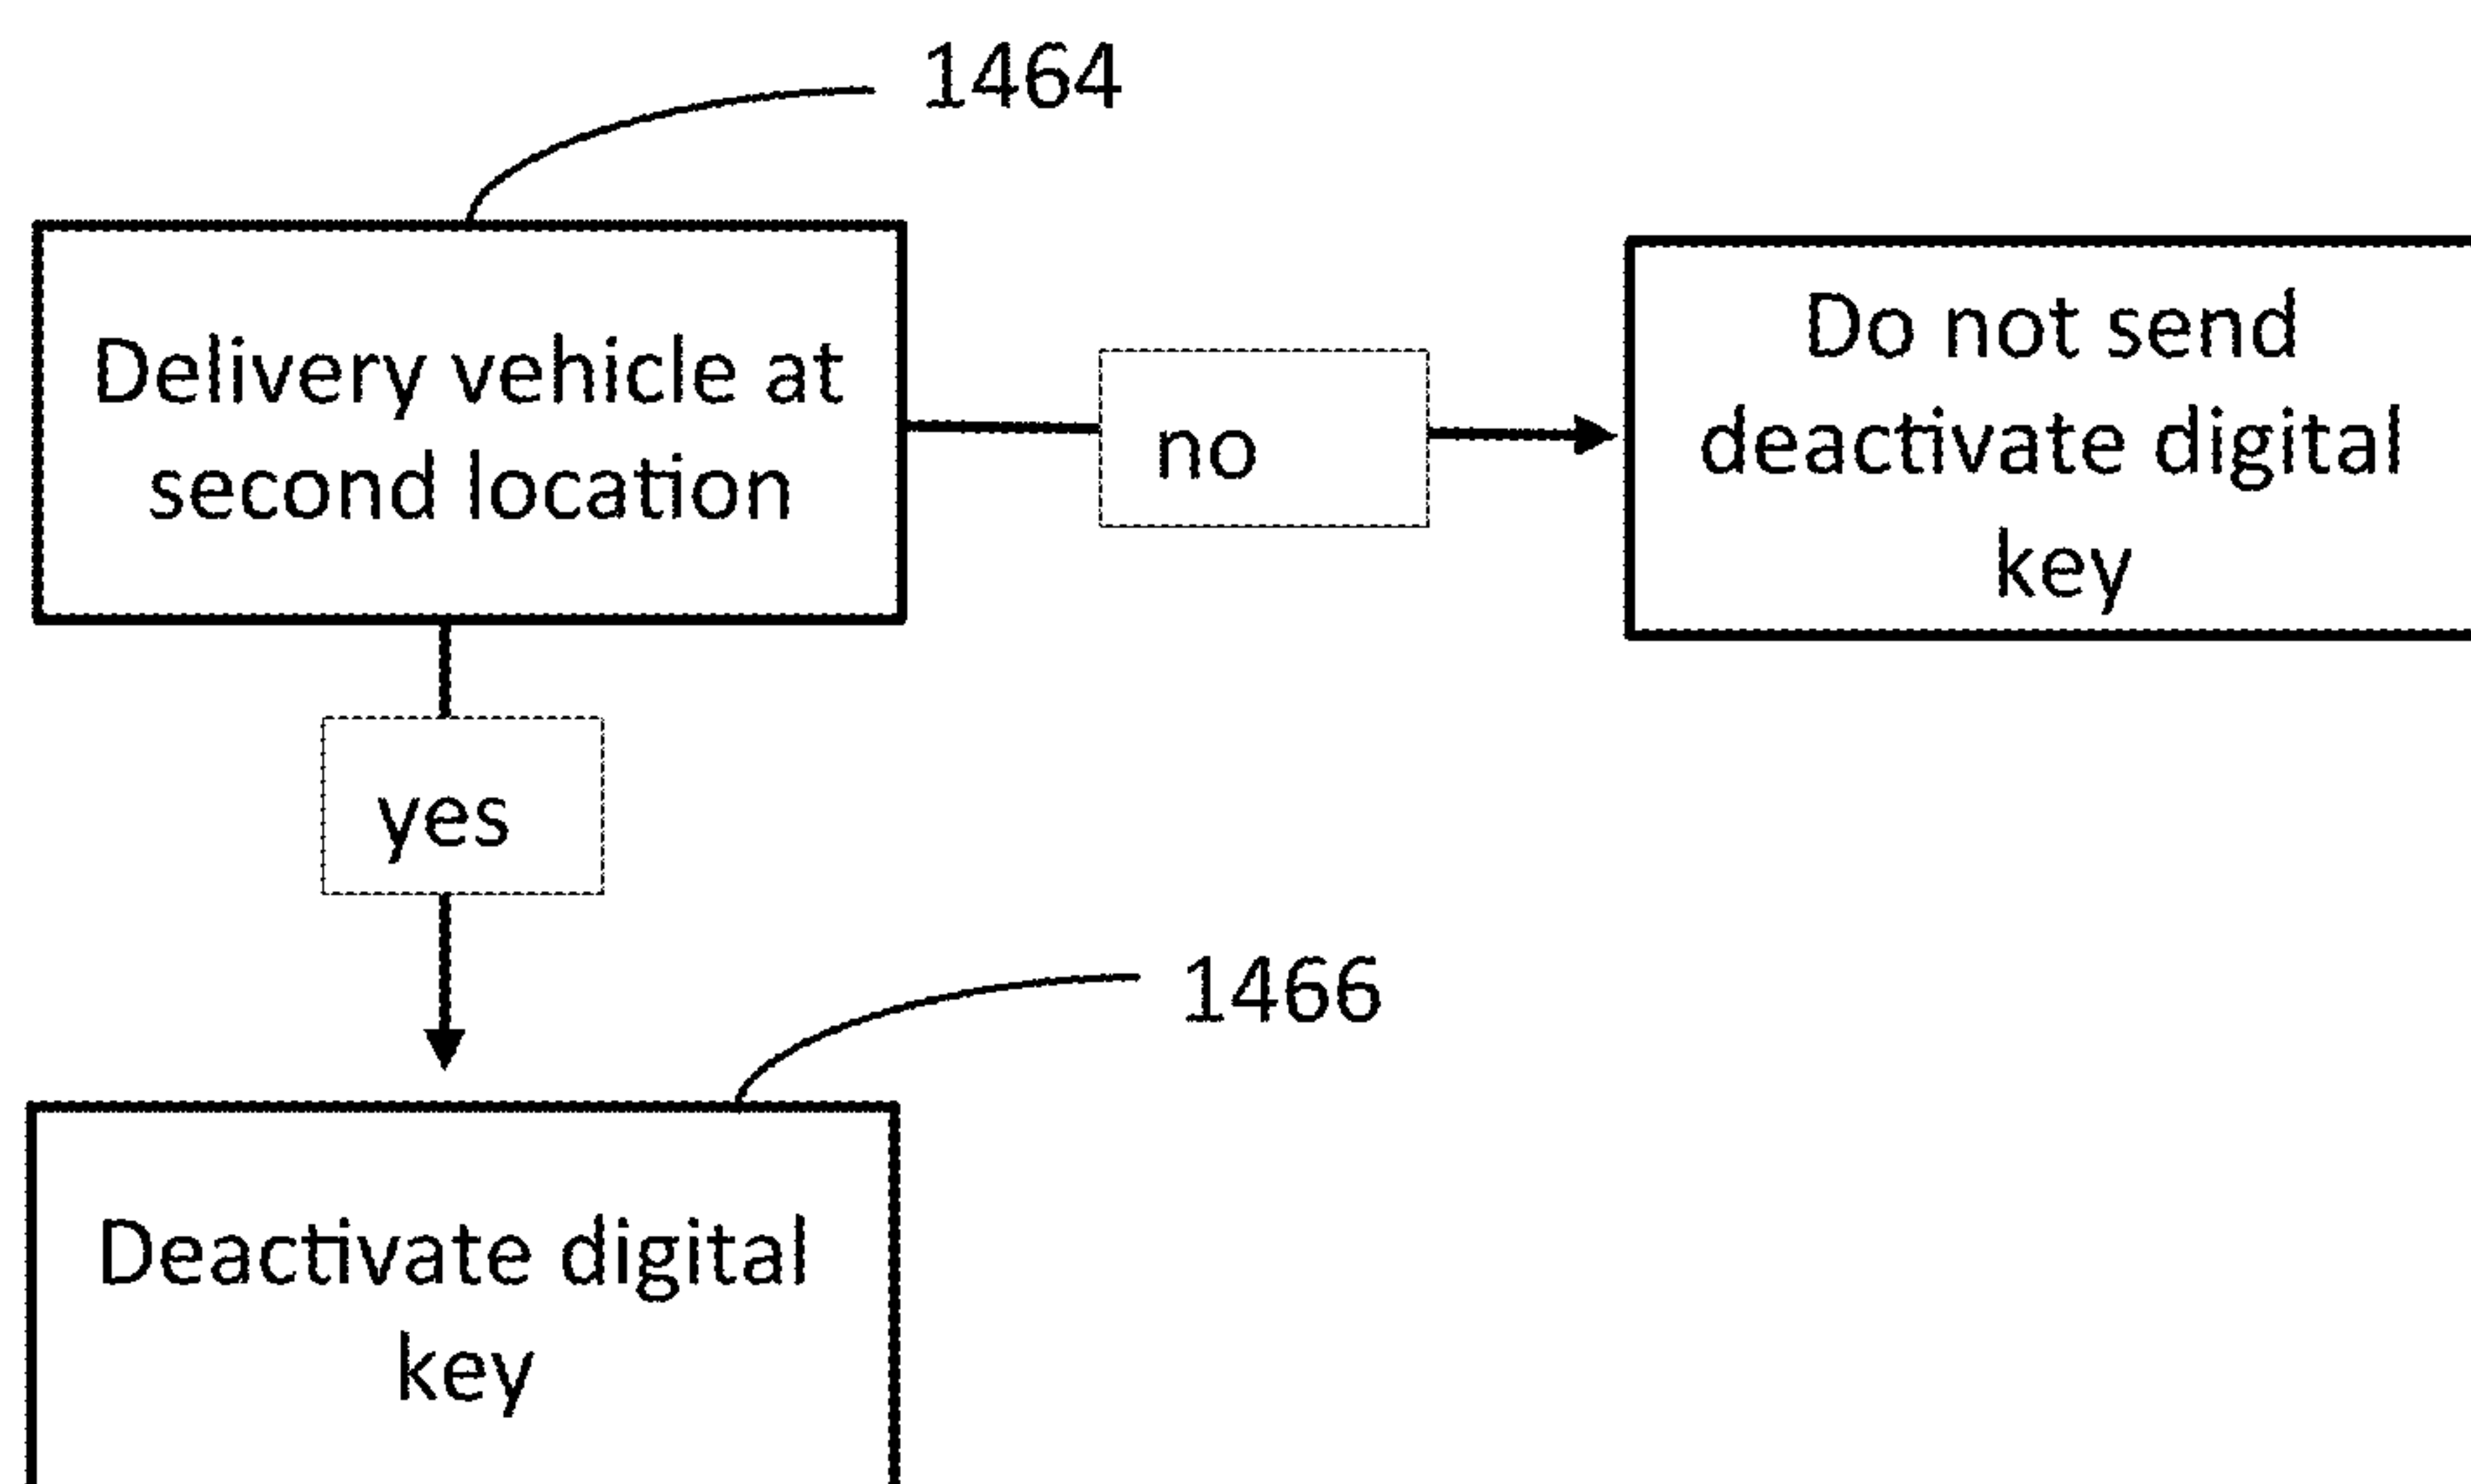 1464
Delivery vehicle at
second location
no
Do not send
deactivate digital
key
yes
1466
Deactivate digital
key